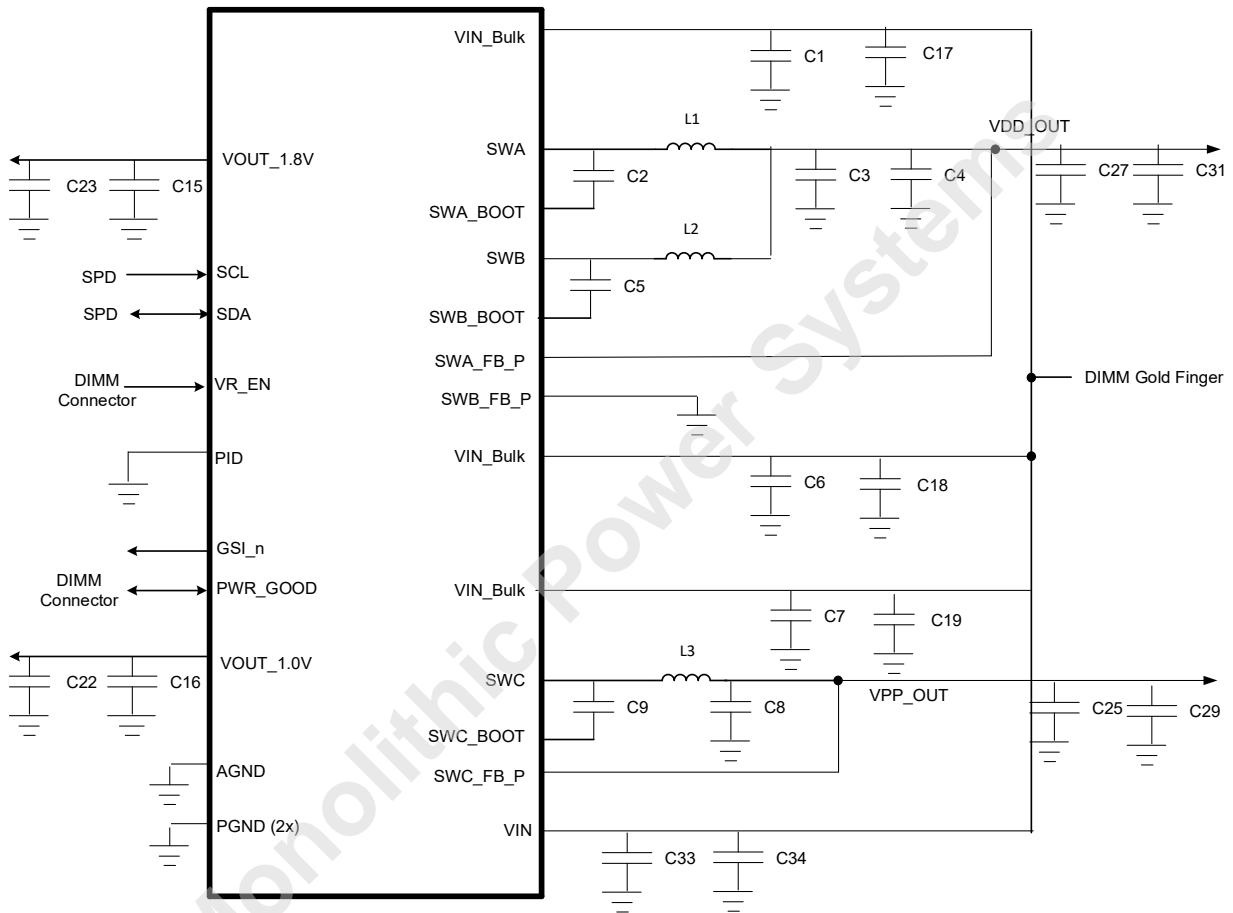 VIN_Bulk
C1
C17
L1
VDD_OUT
SWA
VOUT_1.8V
C23
C15
C2
C3
C4
C27
C31
SWA_BOOT
L2
SWB
SPD
SCL
C5
SPD
SDA
SWB_BOOT
SWA_FB_P
DIMM
Connector
VR_EN
DIMM Gold Finger
SWB_FB_P
PID
VIN_Bulk
C6
C18
GSI_n
DIMM
Connector
PWR_GOOD
VIN_Bulk
C7
C19
L3
VOUT_1.0V
SWC
VPP_OUT
C22
C16
C9
C8
C25
C29
SWC_BOOT
AGND
SWC_FB_P
PGND (2x)
VIN
C33
C34
Monolithic Power Systems